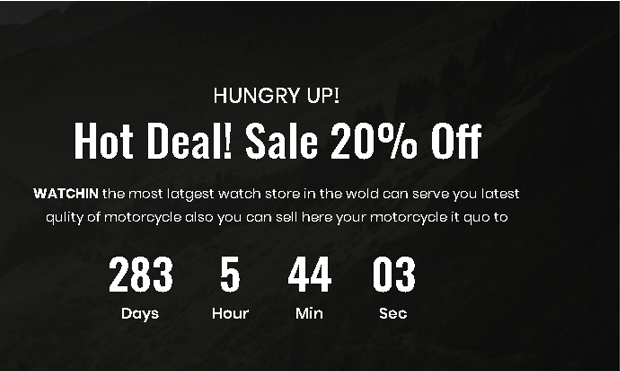 HUNGRY UP!
Hot Deal! Sale 20% Off
WATCHIN the most latgest watch store in the wold can serve you latest
qulity of motorcycle also you can sell here your motorcycle it quo to
283 5 44 03
Days Hour Min Sec